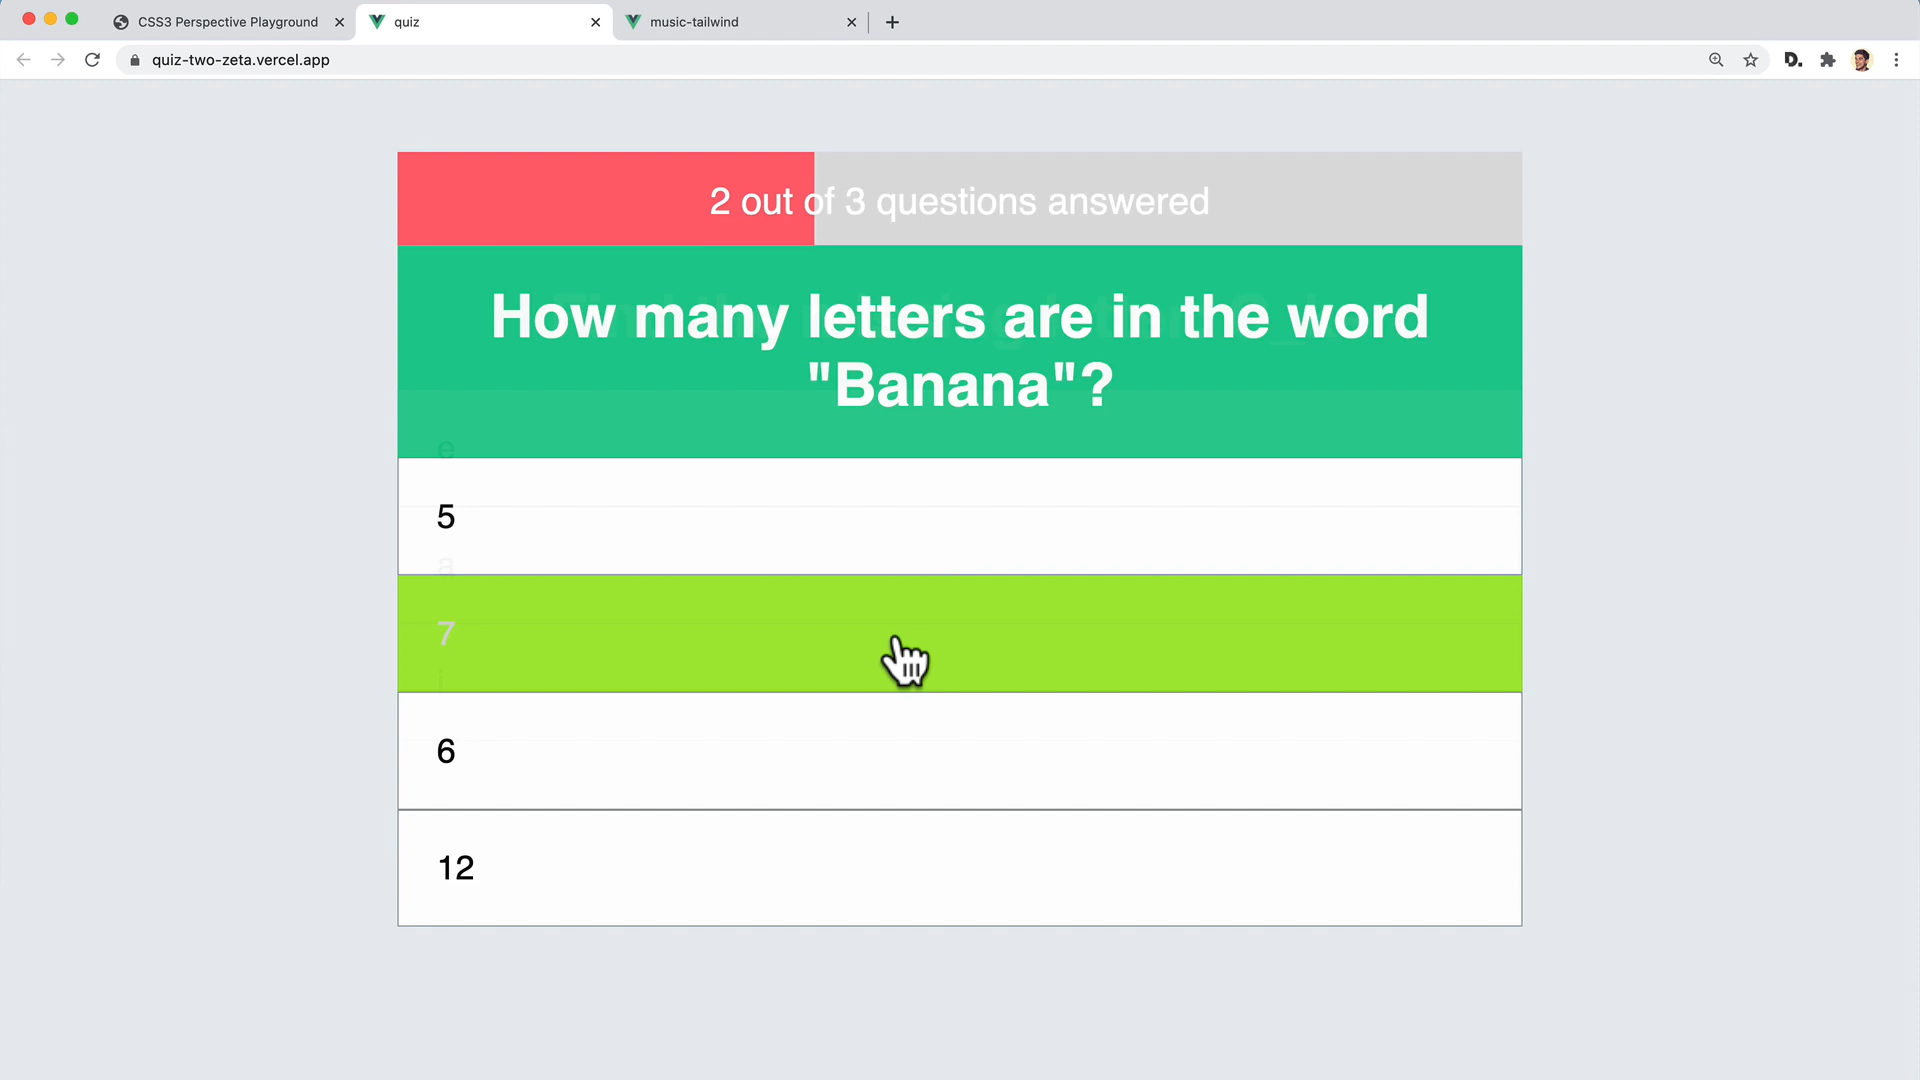 CSS3 Perspective Playground
quiz
music-tailwind
quiz-two-zeta.vercel.app
D.
2 out of 3 questions answered
How many letters are in the word
"Banana"?
e
5
a
7
i
6
12